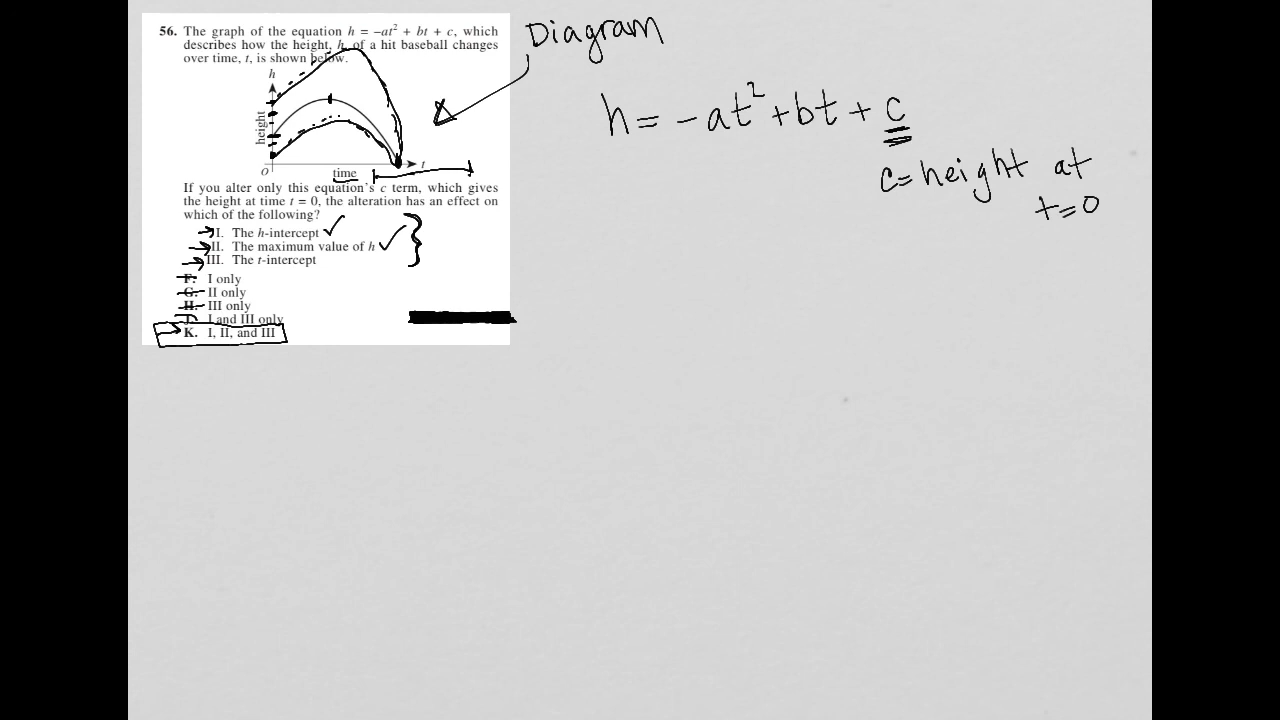 56. The graph of the equation h = –at² + bt + c, which
describes how the height, h, of a hit baseball changes
over time, t, is shown below.
h
height
O
time
t
If you alter only this equation's c term, which gives
the height at time t = 0, the alteration has an effect on
which of the following?
I. The h-intercept
II. The maximum value of h
III. The t-intercept
F. I only
G. II only
H. III only
J. I and III only
K. I, II, and III
Diagram
h = -at² + bt + c
c = height at
t=0